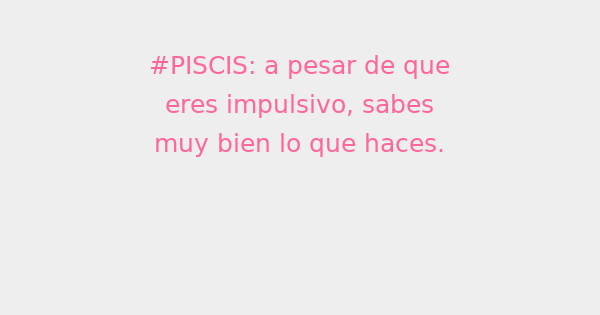 #PISCIS: a pesar de que
eres impulsivo, sabes
muy bien lo que haces.